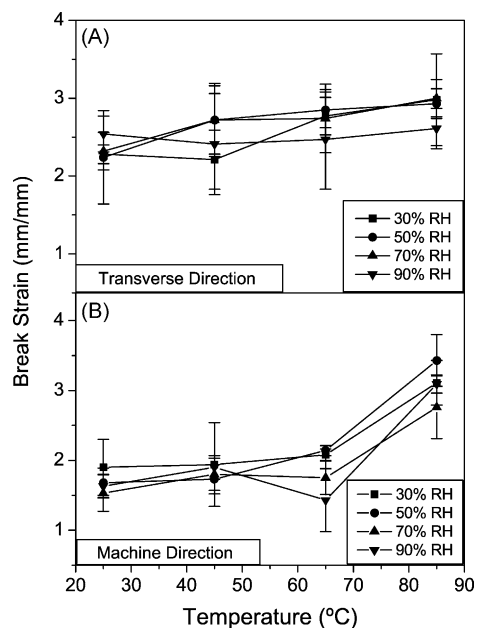 (A)
4
3
2
1
30% RH
50% RH
70% RH
90% RH
Transverse Direction
Break Strain (mm/mm)
(B)
4
3
2
1
30% RH
50% RH
70% RH
90% RH
Machine Direction
20 30 40 50 60 70 80 90
Temperature (ºC)